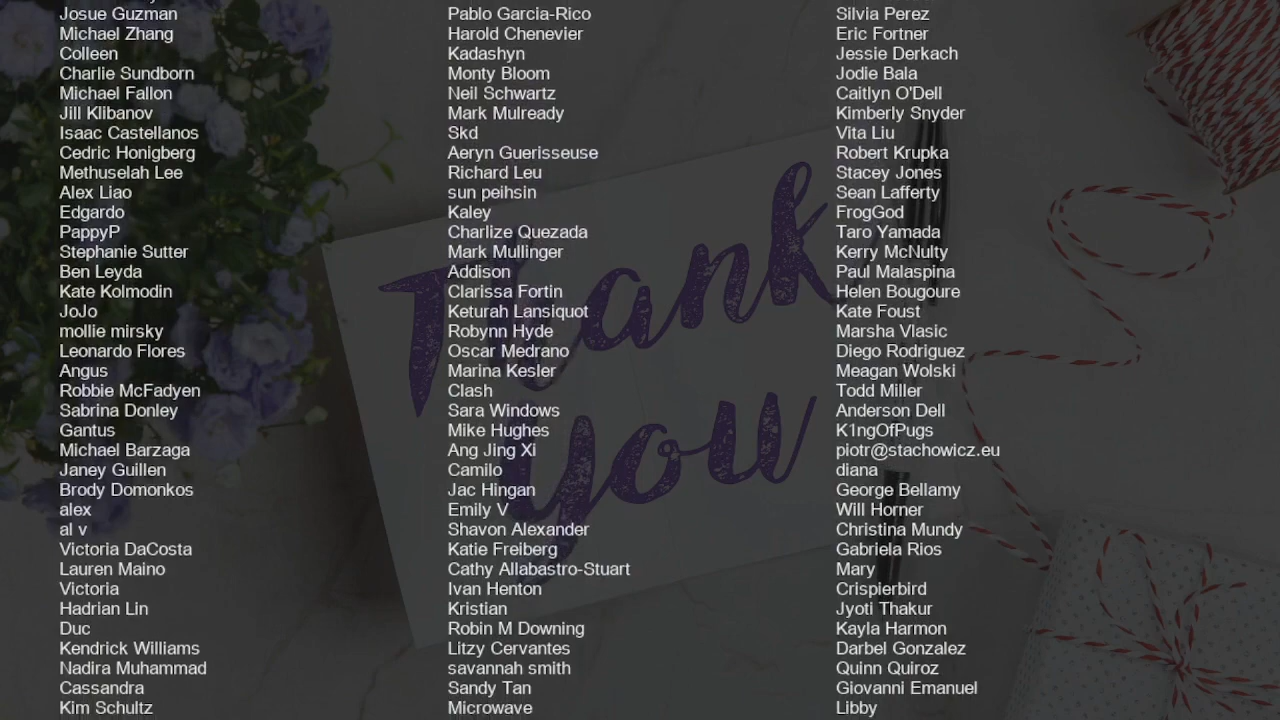 Josue Guzman
Michael Zhang
Colleen
Charlie Sundborn
Michael Fallon
Jill Klibanov
Isaac Castellanos
Cedric Honigberg
Methuselah Lee
Alex Liao
Edgardo
PappyP
Stephanie Sutter
Ben Leyda
Kate Kolmodin
JoJo
mollie mirsky
Leonardo Flores
Angus
Robbie McFadyen
Sabrina Donley
Gantus
Michael Barzaga
Janey Guillen
Brody Domonkos
alex
al v
Victoria DaCosta
Lauren Maino
Victoria
Hadrian Lin
Duc
Kendrick Williams
Nadira Muhammad
Cassandra
Kim Schultz
Pablo Garcia-Rico
Harold Chenevier
Kadashyn
Monty Bloom
Neil Schwartz
Mark Mulready
Skd
Aeryn Guerisseuse
Richard Leu
sun peihsin
Kaley
Charlize Quezada
Mark Mullinger
Addison
Clarissa Fortin
Keturah Lansiquot
Robynn Hyde
Oscar Medrano
Marina Kesler
Clash
Sara Windows
Mike Hughes
Ang Jing Xi
Camilo
Jac Hingan
Emily V
Shavon Alexander
Katie Freiberg
Cathy Allabastro-Stuart
Ivan Henton
Kristian
Robin M Downing
Litzy Cervantes
savannah smith
Sandy Tan
Microwave
Silvia Perez
Eric Fortner
Jessie Derkach
Jodie Bala
Caitlyn O'Dell
Kimberly Snyder
Vita Liu
Robert Krupka
Stacey Jones
Sean Lafferty
FrogGod
Taro Yamada
Kerry McNulty
Paul Malaspina
Helen Bougoure
Kate Foust
Marsha Vlasic
Diego Rodriguez
Meagan Wolski
Todd Miller
Anderson Dell
K1ngOfPugs
piotr@stachowicz.eu
diana
George Bellamy
Will Horner
Christina Mundy
Gabriela Rios
Mary
Crispierbird
Jyoti Thakur
Kayla Harmon
Darbel Gonzalez
Quinn Quiroz
Giovanni Emanuel
Libby
Thank
you